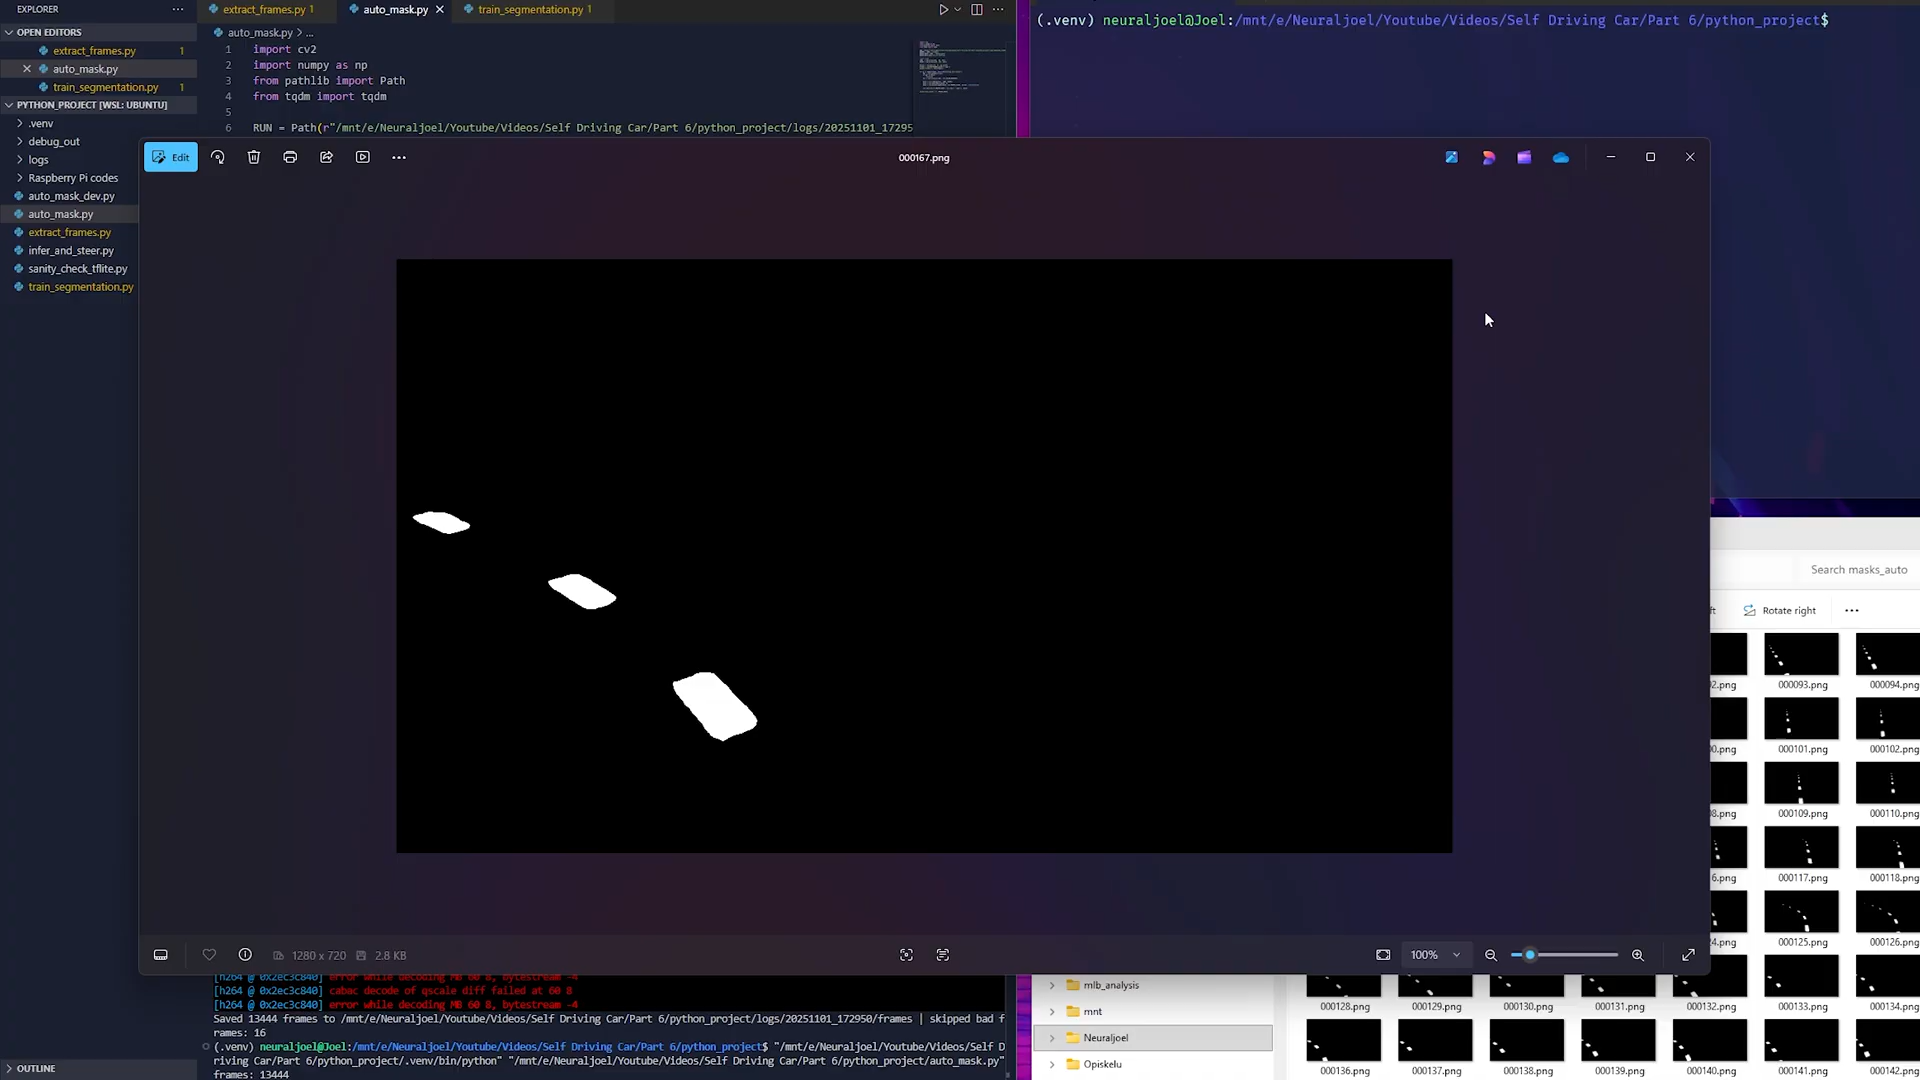 EXPLORER
OPEN EDITORS
extract_frames.py 1
auto_mask.py
train_segmentation.py 1
PYTHON_PROJECT [WSL: UBUNTU]
.venv
debug_out
logs
Raspberry Pi codes
auto_mask_dev.py
auto_mask.py
extract_frames.py
infer_and_steer.py
sanity_check_tflite.py
train_segmentation.py
OUTLINE
extract_frames.py 1
auto_mask.py
train_segmentation.py 1
auto_mask.py > ...
1 import cv2
2 import numpy as np
3 from pathlib import Path
4 from tqdm import tqdm
5
6 RUN = Path(r"/mnt/e/Neuraljoel/Youtube/Videos/Self Driving Car/Part 6/python_project/logs/20251101_17295
(.venv) neuraljoel@Joel:/mnt/e/Neuraljoel/Youtube/Videos/Self Driving Car/Part 6/python_project$
Edit
000167.png
1280 x 720 2.8 KB
100%
[h264 @ 0x2ec3c840] error while decoding MB 60 8, bytestream -4
[h264 @ 0x2ec3c840] cabac decode of qscale diff failed at 60 8
[h264 @ 0x2ec3c840] error while decoding MB 60 8, bytestream -4
Saved 13444 frames to /mnt/e/Neuraljoel/Youtube/Videos/Self Driving Car/Part 6/python_project/logs/20251101_172950/frames | skipped bad f
rames: 16
(.venv) neuraljoel@Joel:/mnt/e/Neuraljoel/Youtube/Videos/Self Driving Car/Part 6/python_project$ "/mnt/e/Neuraljoel/Youtube/Videos/Self D
riving Car/Part 6/python_project/.venv/bin/python" "/mnt/e/Neuraljoel/Youtube/Videos/Self Driving Car/Part 6/python_project/auto_mask.py"
frames: 13444
Search masks_auto
ft Rotate right
2.png 000093.png 000094.png
0.png 000101.png 000102.png
8.png 000109.png 000110.png
6.png 000117.png 000118.png
4.png 000125.png 000126.png
000128.png 000129.png 000130.png 000131.png 000132.png 000133.png 000134.png
000136.png 000137.png 000138.png 000139.png 000140.png 000141.png 000142.png
mlb_analysis
mnt
Neuraljoel
Opiskelu